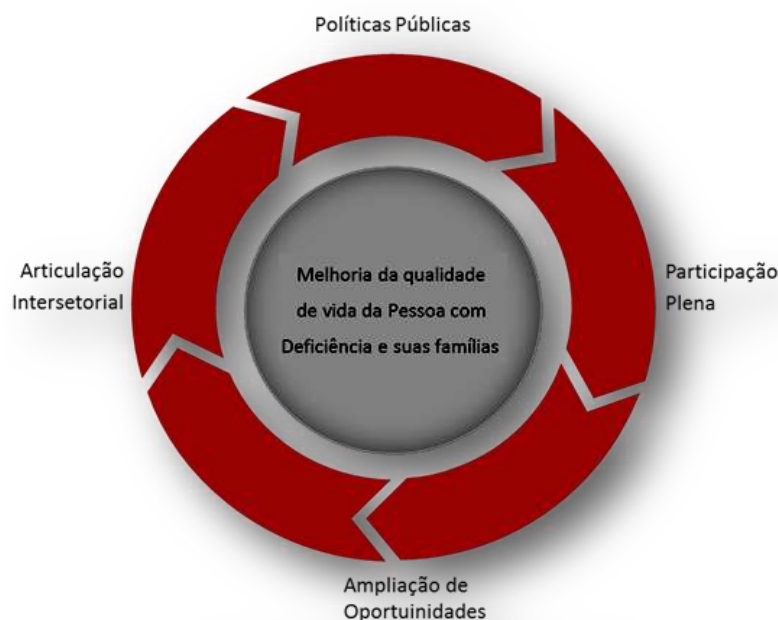 Políticas Públicas
Articulação
Intersetorial
Melhoria da qualidade
de vida da Pessoa com
Deficiência e suas famílias
Participação
Plena
Ampliação de
Oportuinidades